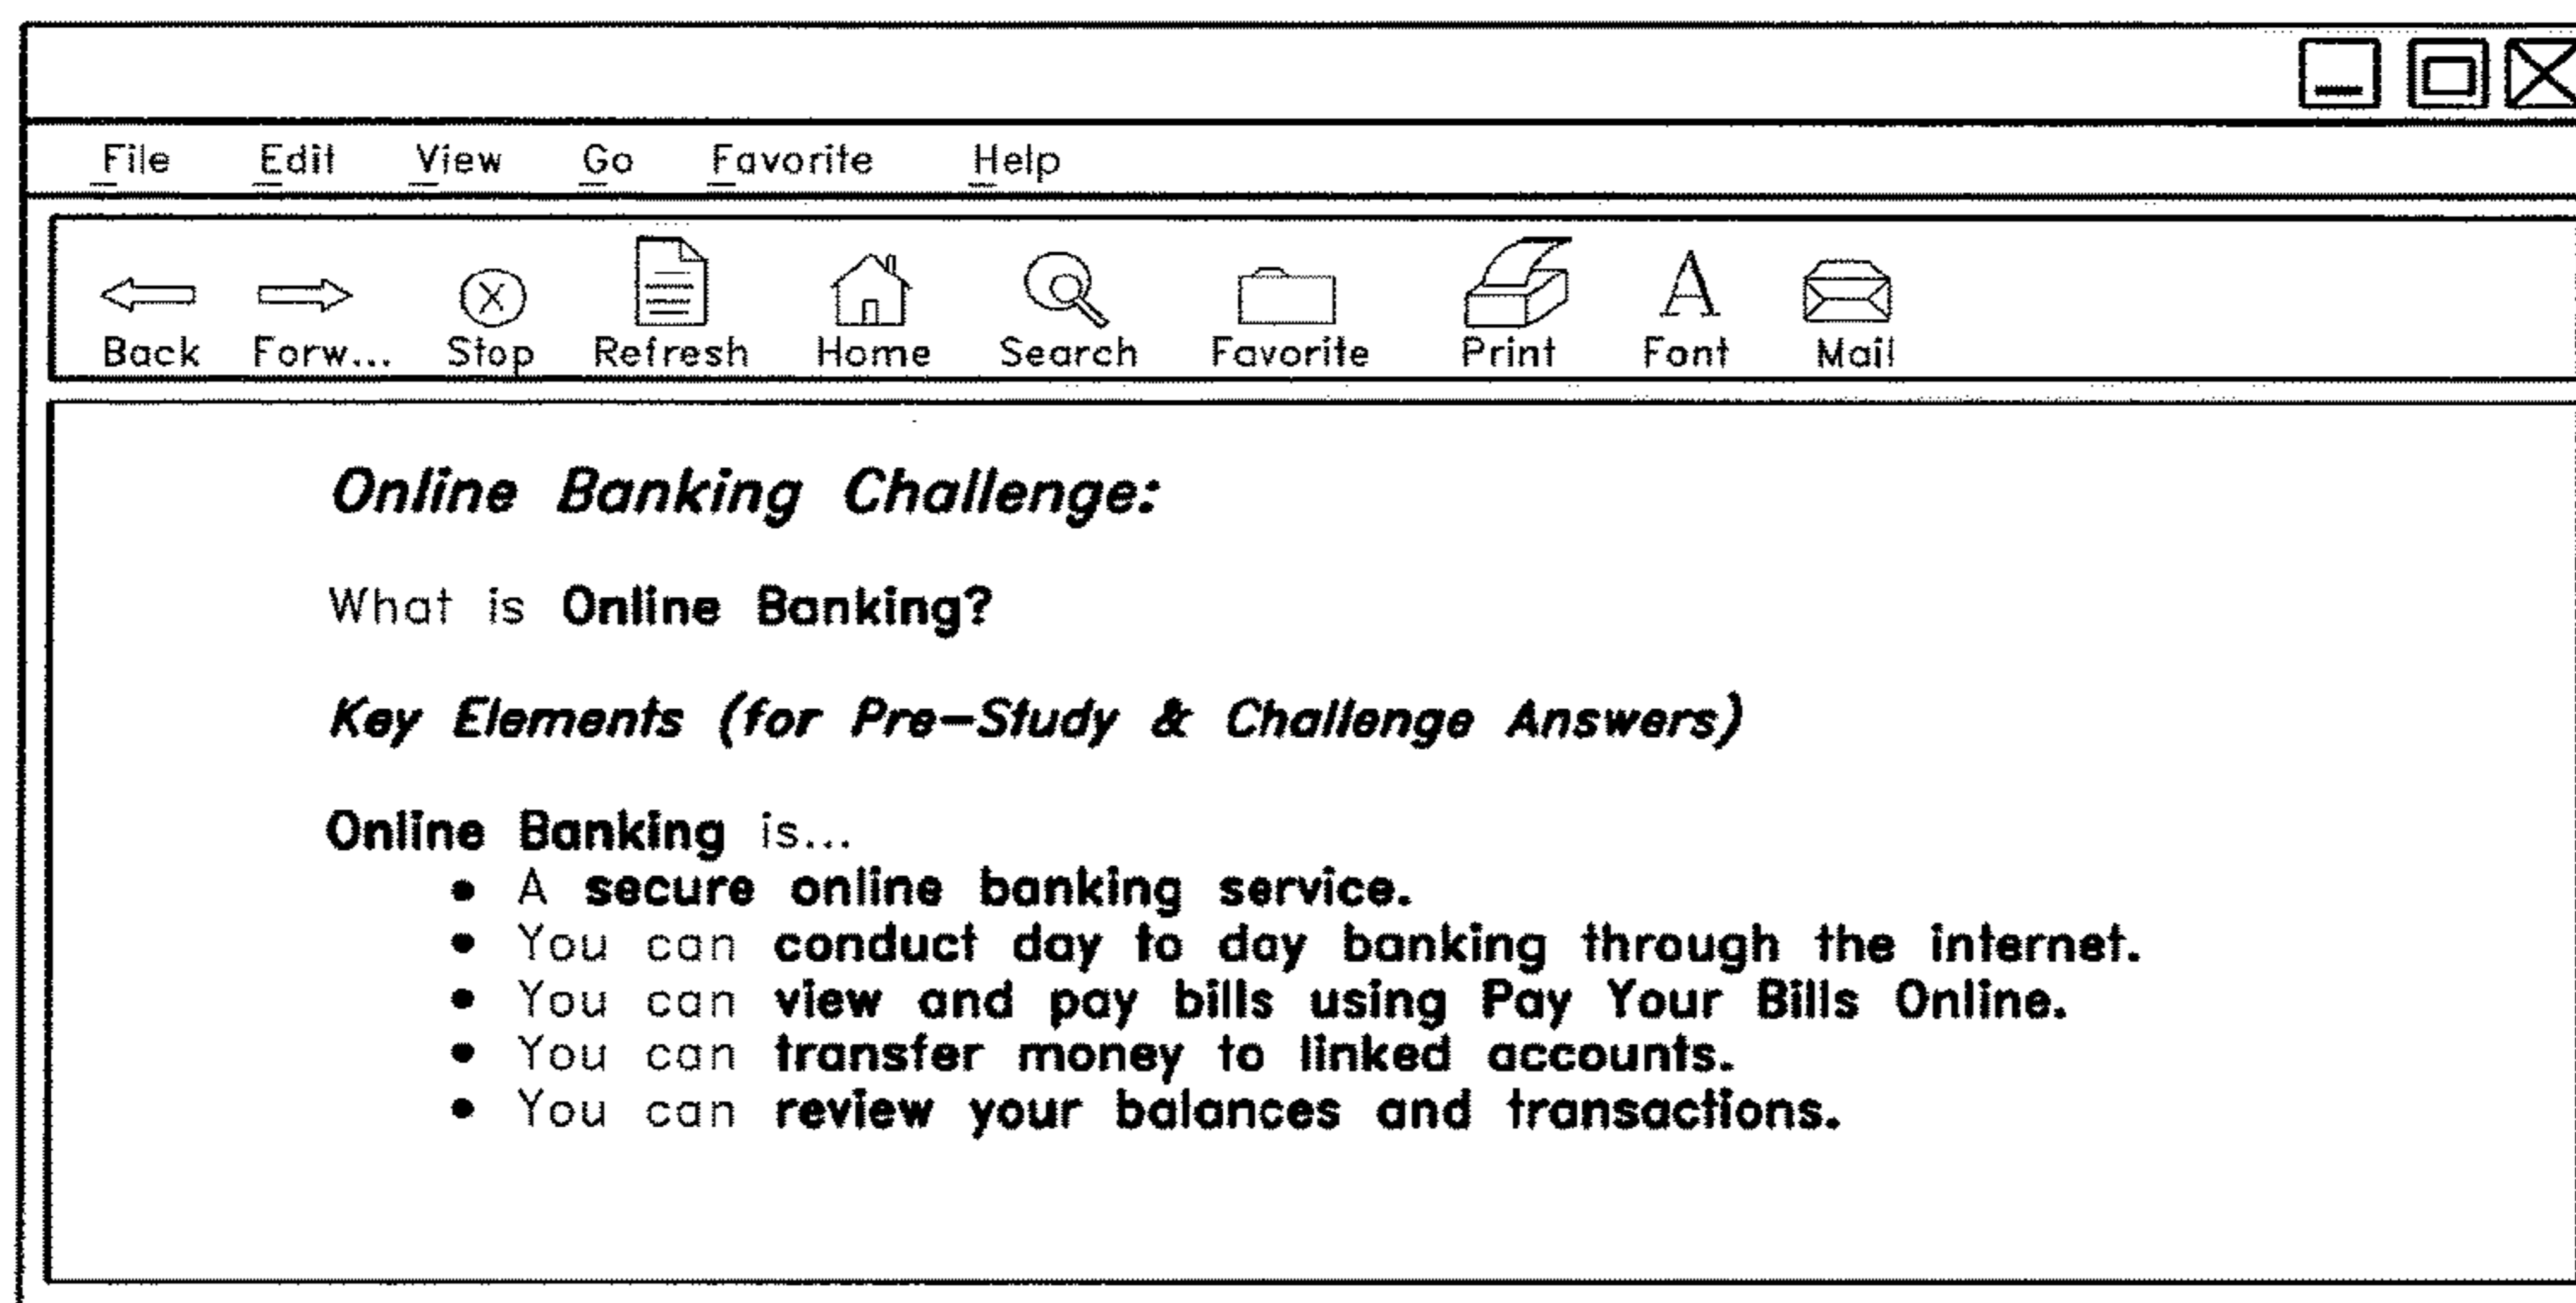 File Edit View Go Favorite Help
Back Forw... Stop Refresh Home Search Favorite Print Font Mail
Online Banking Challenge:
What is Online Banking?
Key Elements (for Pre-Study & Challenge Answers)
Online Banking is...
• A secure online banking service.
• You can conduct day to day banking through the internet.
• You can view and pay bills using Pay Your Bills Online.
• You can transfer money to linked accounts.
• You can review your balances and transactions.